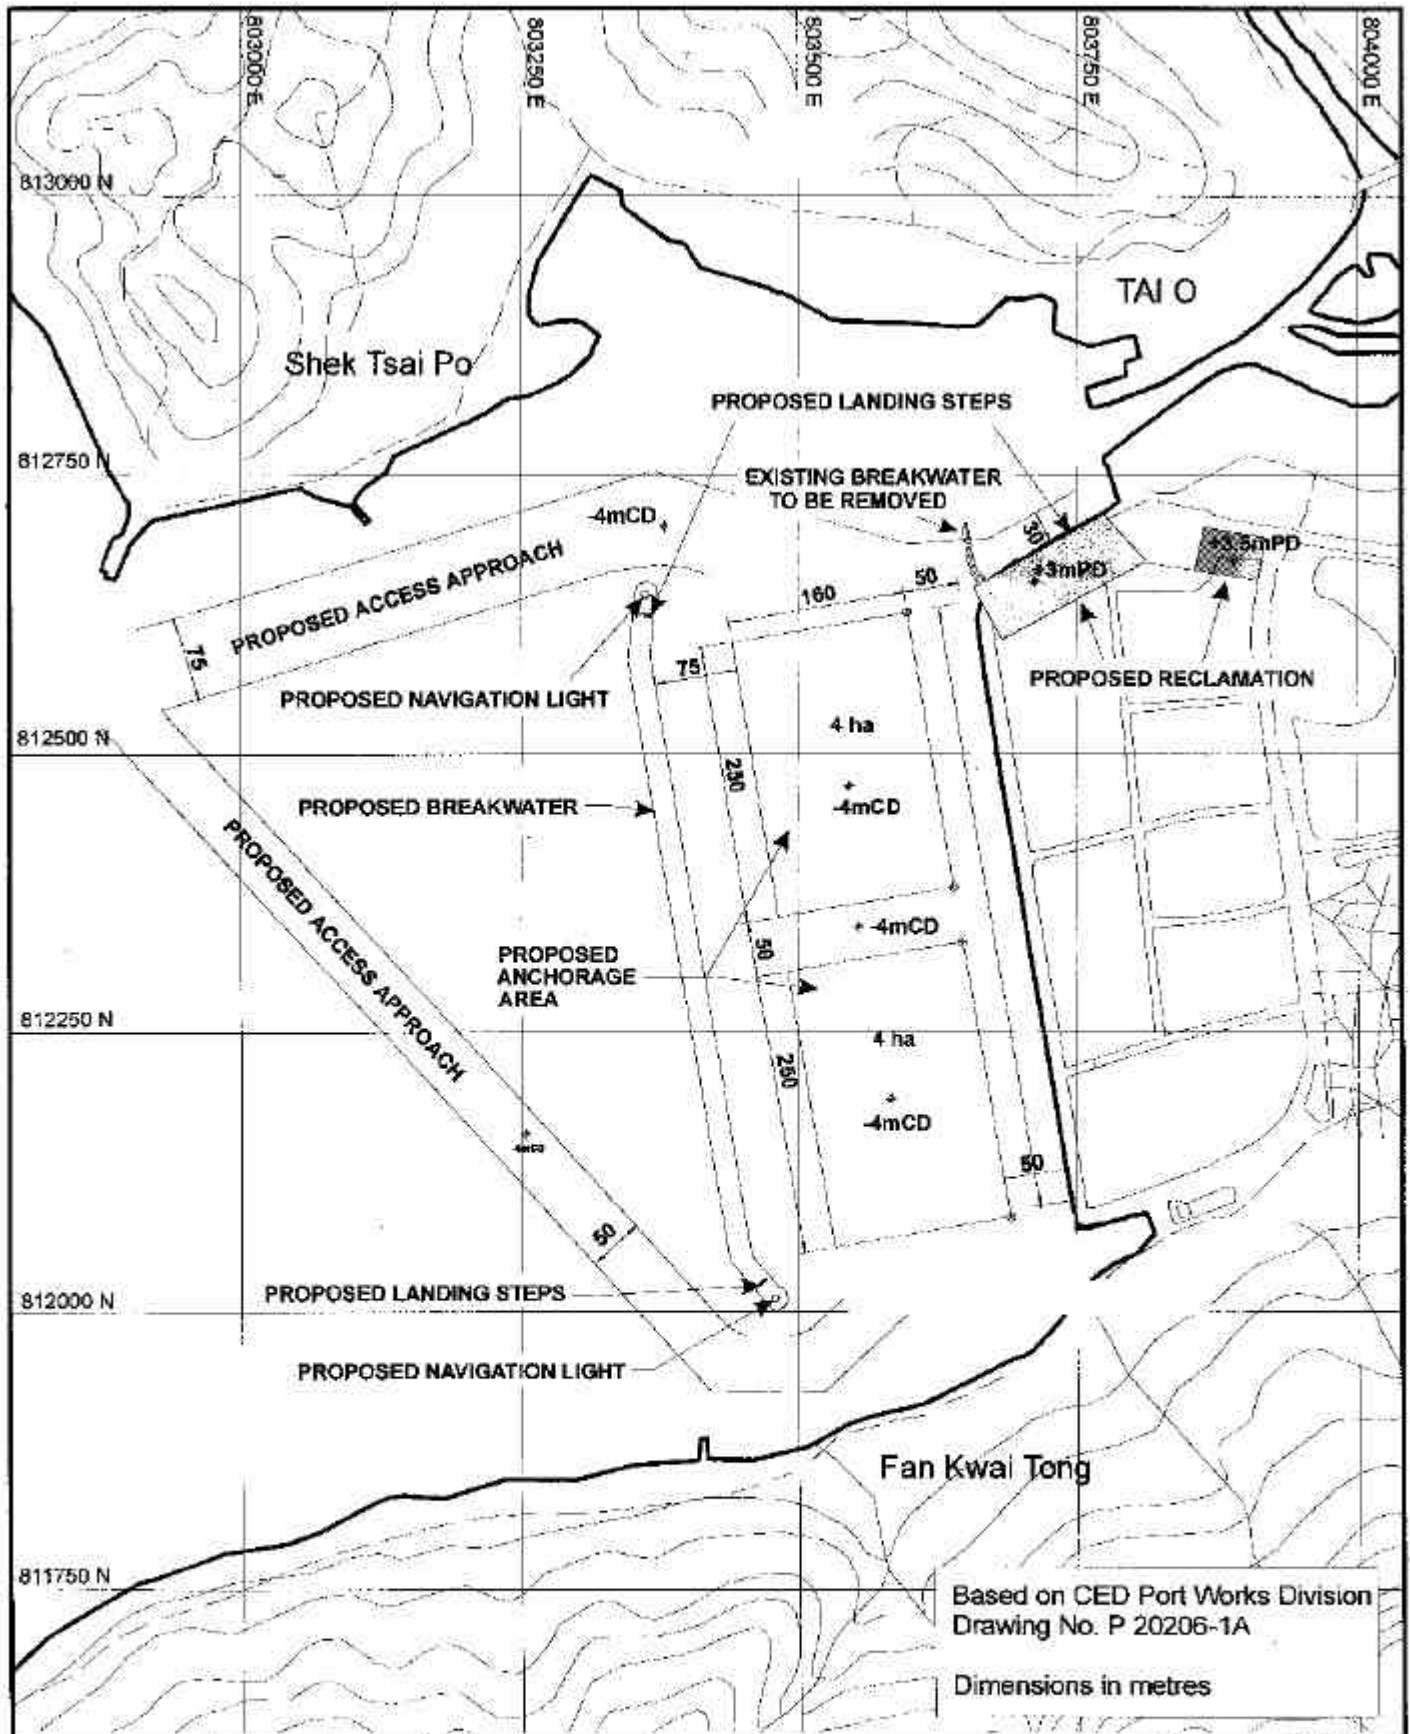 803000 E
803250 E
803500 E
803750 E
804000 E
813000 N
TAI O
Shek Tsai Po
PROPOSED LANDING STEPS
812750 N
EXISTING BREAKWATER
TO BE REMOVED
-4mCD
30
+3.5mPD
+3mPD
PROPOSED ACCESS APPROACH
50
160
75
75
PROPOSED RECLAMATION
PROPOSED NAVIGATION LIGHT
4 ha
812500 N
250
PROPOSED BREAKWATER
-4mCD
PROPOSED ACCESS APPROACH
-4mCD
50
PROPOSED
ANCHORAGE
AREA
812250 N
4 ha
250
-4mCD
-4mCD
50
50
PROPOSED LANDING STEPS
812000 N
PROPOSED NAVIGATION LIGHT
Fan Kwai Tong
811750 N
Based on CED Port Works Division
Drawing No. P 20206-1A
Dimensions in metres